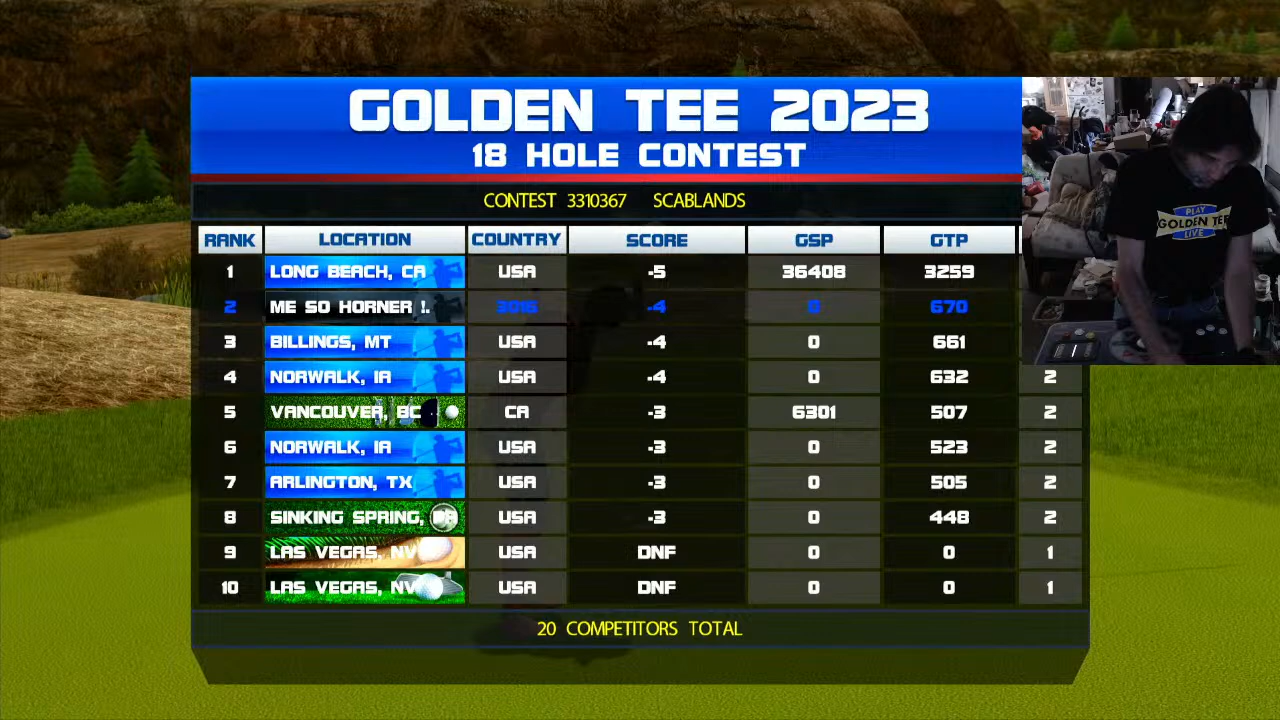 GOLDEN TEE 2023
18 HOLE CONTEST
CONTEST 3310367 SCABLANDS
RANK LOCATION COUNTRY SCORE GSP GTP
1 LONG BEACH, CA USA -5 36408 3259
2 ME SO HORNER !. -4 0 670
3 BILLINGS, MT USA -4 0 661
4 NORWALK, IA USA -4 0 632 2
5 VANCOUVER, BC CA -3 6301 507 2
6 NORWALK, IA USA -3 0 523 2
7 ARLINGTON, TX USA -3 0 505 2
8 SINKING SPRING, USA -3 0 448 2
9 LAS VEGAS, NV USA DNF 0 0 1
10 LAS VEGAS, NV USA DNF 0 0 1
20 COMPETITORS TOTAL
PLAY
GOLDEN TEE
LIVE